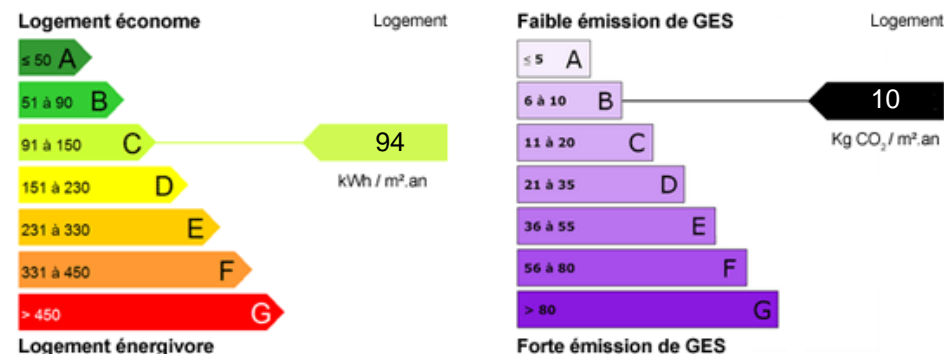 Logement économe Logement
≤ 50 A
51 à 90 B
91 à 150 C 94
kWh / m².an
151 à 230 D
231 à 330 E
331 à 450 F
> 450 G
Logement énergivore
Faible émission de GES Logement
≤ 5 A
6 à 10 B 10
Kg CO₂ / m².an
11 à 20 C
21 à 35 D
36 à 55 E
56 à 80 F
> 80 G
Forte émission de GES